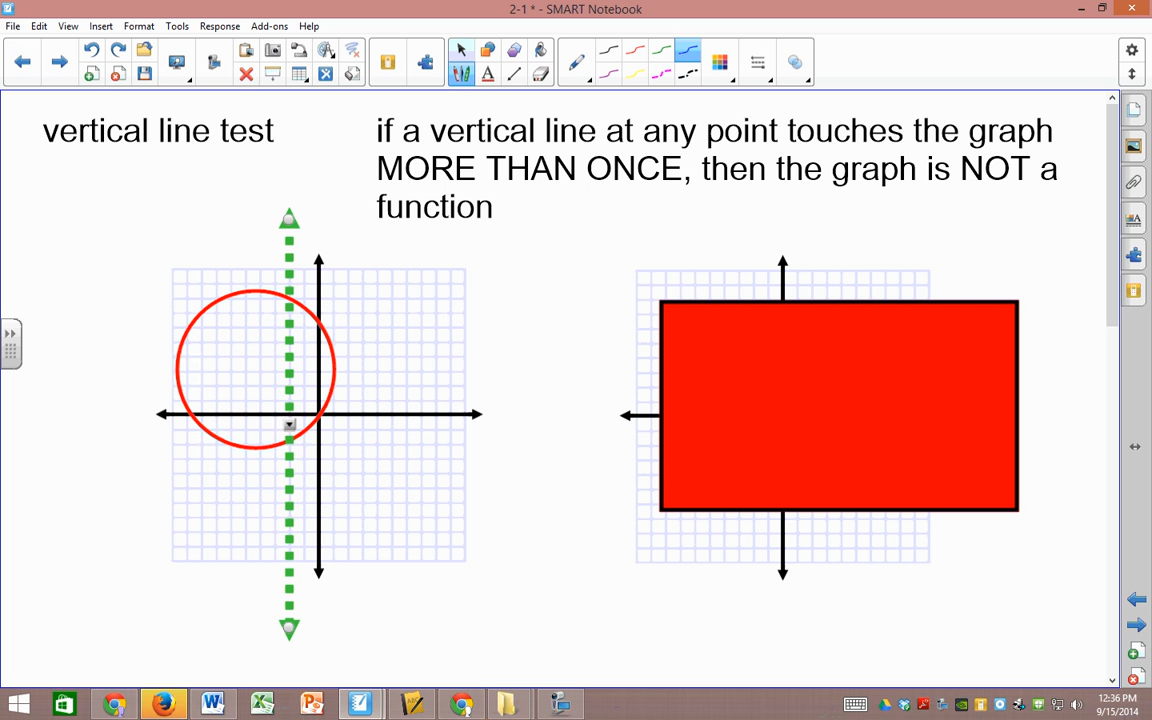 2-1 * - SMART Notebook
File Edit View Insert Format Tools Response Add-ons Help
vertical line test
if a vertical line at any point touches the graph
MORE THAN ONCE, then the graph is NOT a
function
12:36 PM
9/15/2014